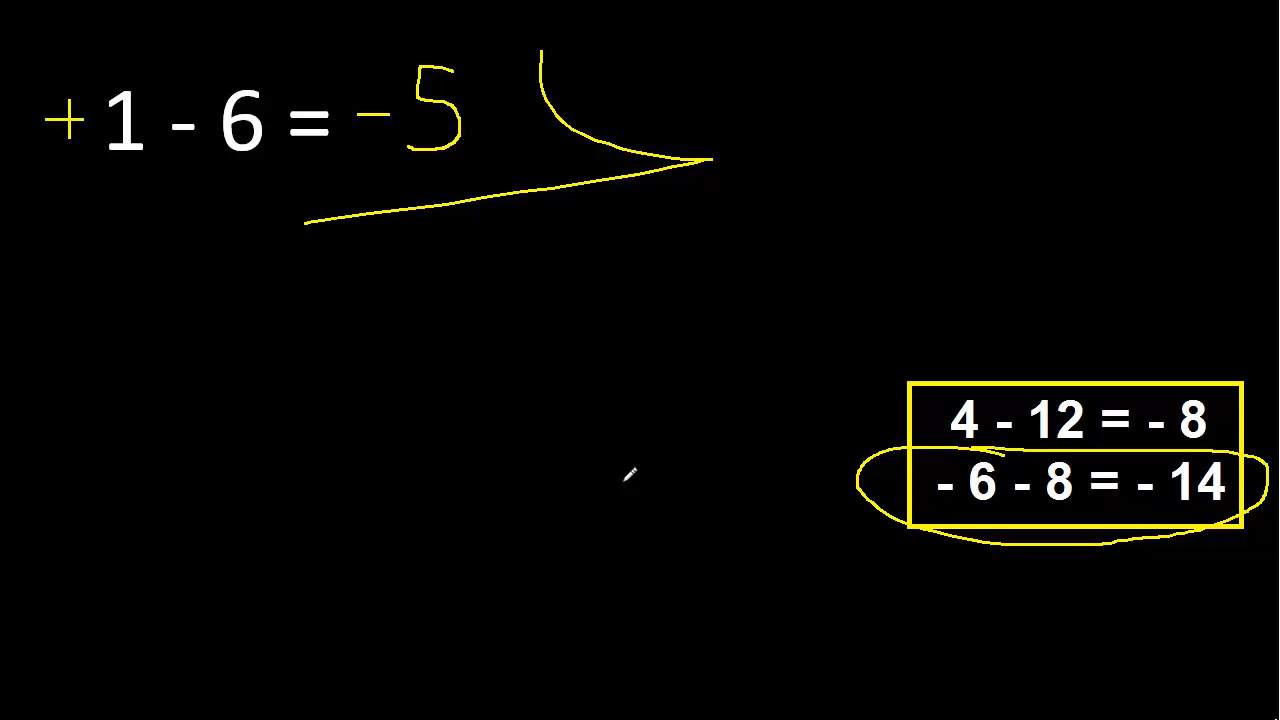 +1 - 6 = -5
4 - 12 = - 8
- 6 - 8 = - 14